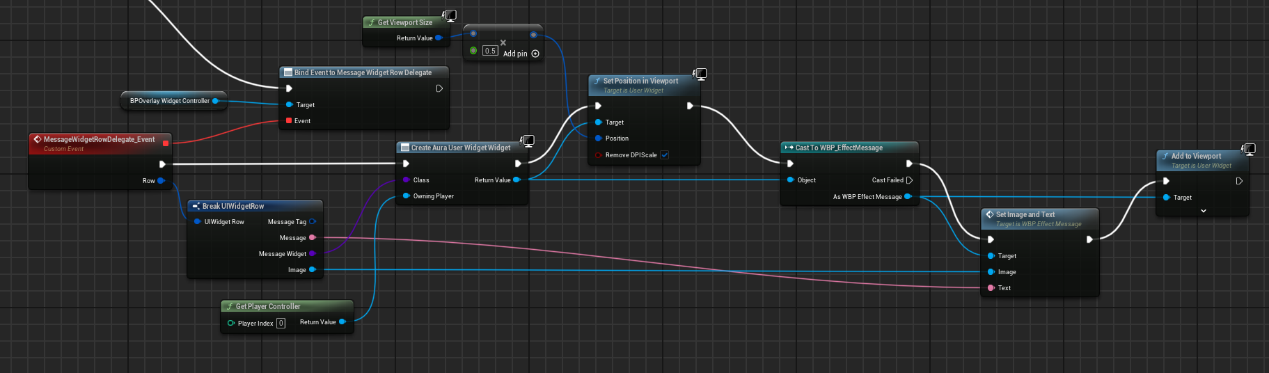 Get Viewport Size
Return Value
0.5
Add pin
Bind Event to Message Widget Row Delegate
Target
Event
BPOverlay Widget Controller
MessageWidgetRowDelegate_Event
Custom Event
Row
Break UIWidgetRow
UIWidget Row
Message Tag
Message
Message Widget
Image
Get Player Controller
Player Index 0
Return Value
Create Aura User Widget Widget
Class
Return Value
Owning Player
Set Position in Viewport
Target is User Widget
Target
Position
Remove DPIScale
Cast To WBP_EffectMessage
Cast Failed
Object
As WBP Effect Message
Set Image and Text
Target is WBP Effect Message
Target
Image
Text
Add to Viewport
Target is User Widget
Target